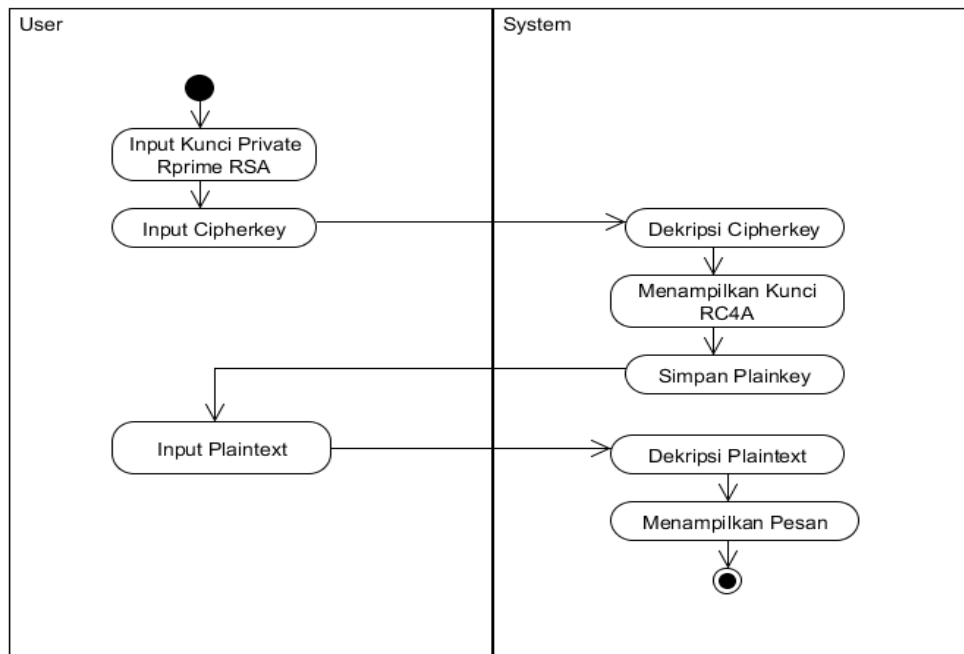 User
System
Input Kunci Private
Rprime RSA
Input Cipherkey
Dekripsi Cipherkey
Menampilkan Kunci
RC4A
Simpan Plainkey
Input Plaintext
Dekripsi Plaintext
Menampilkan Pesan